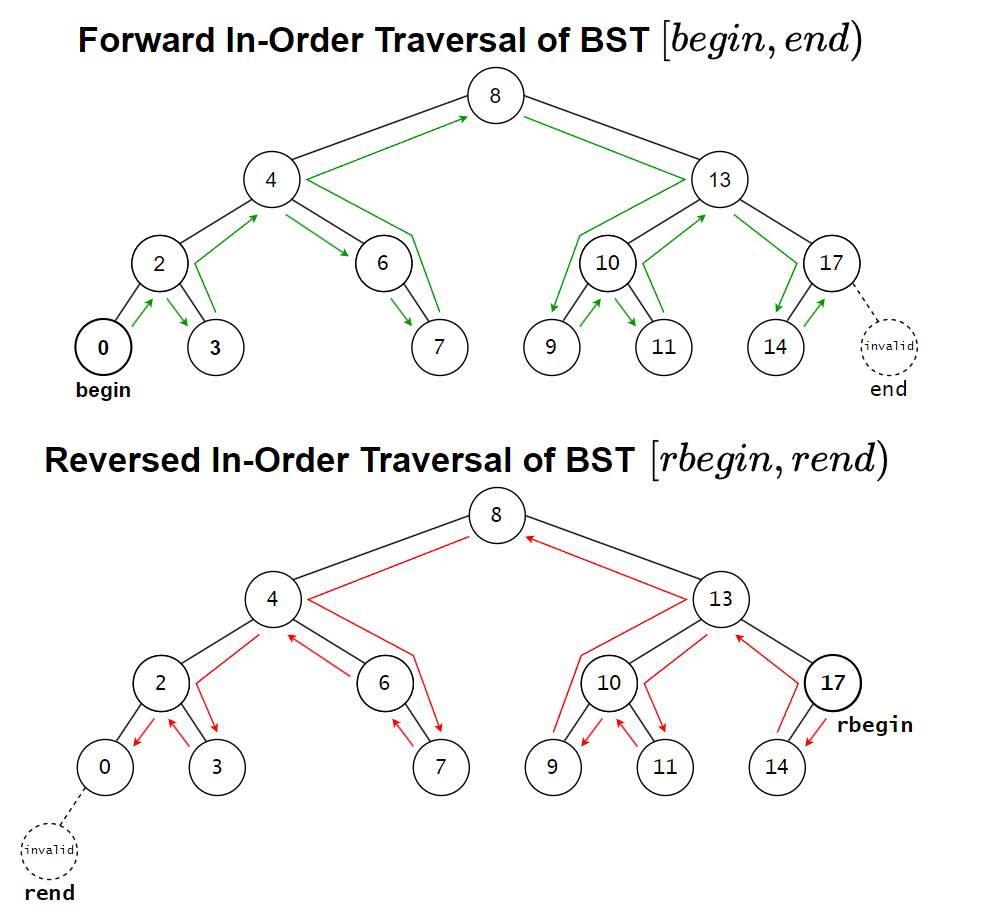 Forward In-Order Traversal of BST [begin, end)
8
4 13
2 6 10 17
0 3 7 9 11 14 invalid
begin end
Reversed In-Order Traversal of BST [rbegin, rend)
8
4 13
2 6 10 17
rbegin
0 3 7 9 11 14
invalid
rend